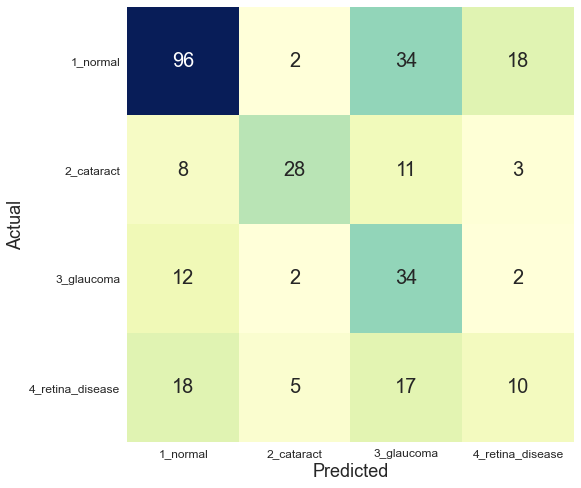 Actual
1_normal 96 2 34 18
2_cataract 8 28 11 3
3_glaucoma 12 2 34 2
4_retina_disease 18 5 17 10
1_normal 2_cataract 3_glaucoma 4_retina_disease
Predicted